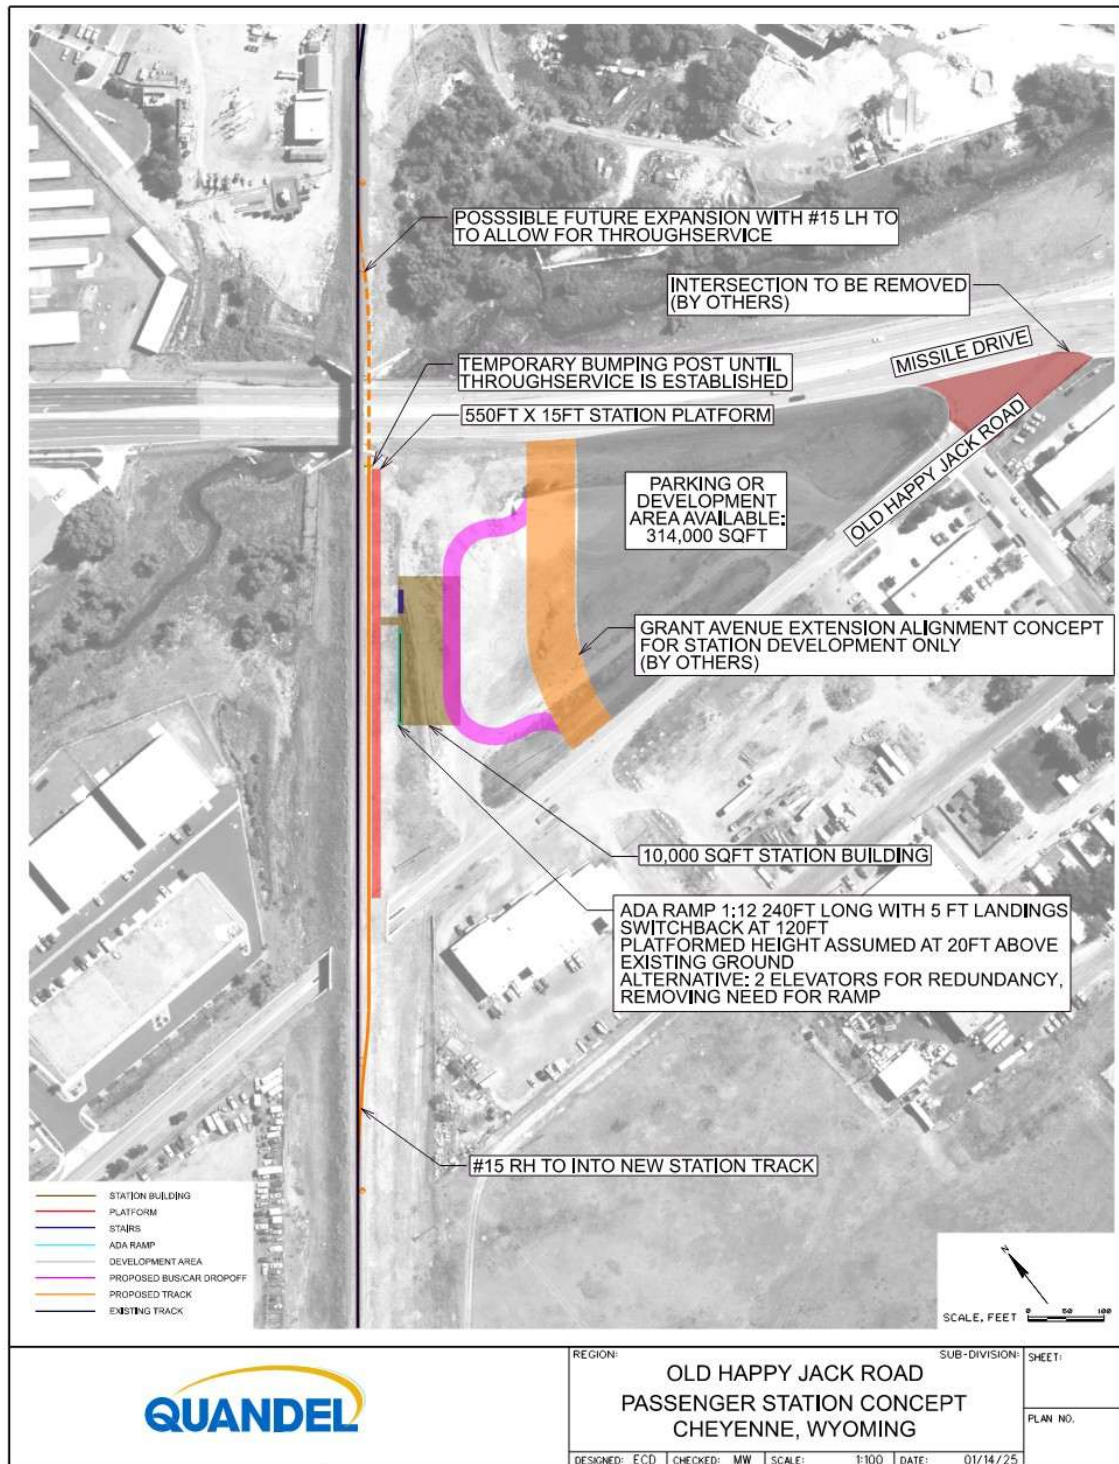 POSSSIBLE FUTURE EXPANSION WITH #15 LH TO
TO ALLOW FOR THROUGHSERVICE
INTERSECTION TO BE REMOVED
(BY OTHERS)
MISSILE DRIVE
TEMPORARY BUMPING POST UNTIL
THROUGHSERVICE IS ESTABLISHED
550FT X 15FT STATION PLATFORM
OLD HAPPY JACK ROAD
PARKING OR
DEVELOPMENT
AREA AVAILABLE:
314,000 SQFT
GRANT AVENUE EXTENSION ALIGNMENT CONCEPT
FOR STATION DEVELOPMENT ONLY
(BY OTHERS)
10,000 SQFT STATION BUILDING
ADA RAMP 1:12 240FT LONG WITH 5 FT LANDINGS
SWITCHBACK AT 120FT
PLATFORMED HEIGHT ASSUMED AT 20FT ABOVE
EXISTING GROUND
ALTERNATIVE: 2 ELEVATORS FOR REDUNDANCY,
REMOVING NEED FOR RAMP
#15 RH TO INTO NEW STATION TRACK
STATION BUILDING
PLATFORM
STAIRS
ADA RAMP
DEVELOPMENT AREA
PROPOSED BUS/CAR DROPOFF
PROPOSED TRACK
EXISTING TRACK
N
SCALE, FEET 0 50 100
QUANDEL
REGION: SUB-DIVISION:
OLD HAPPY JACK ROAD
PASSENGER STATION CONCEPT
CHEYENNE, WYOMING
SHEET:
PLAN NO.
DESIGNED: ECD CHECKED: MW SCALE: 1:100 DATE: 01/14/25